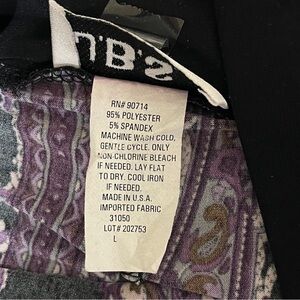 U.B.S
RN# 90714
95% POLYESTER
5% SPANDEX
MACHINE WASH COLD.
GENTLE CYCLE. ONLY
NON-CHLORINE BLEACH
IF NEEDED. LAY FLAT
TO DRY. COOL IRON
IF NEEDED.
MADE IN U.S.A.
IMPORTED FABRIC
31050
LOT# 202753
L